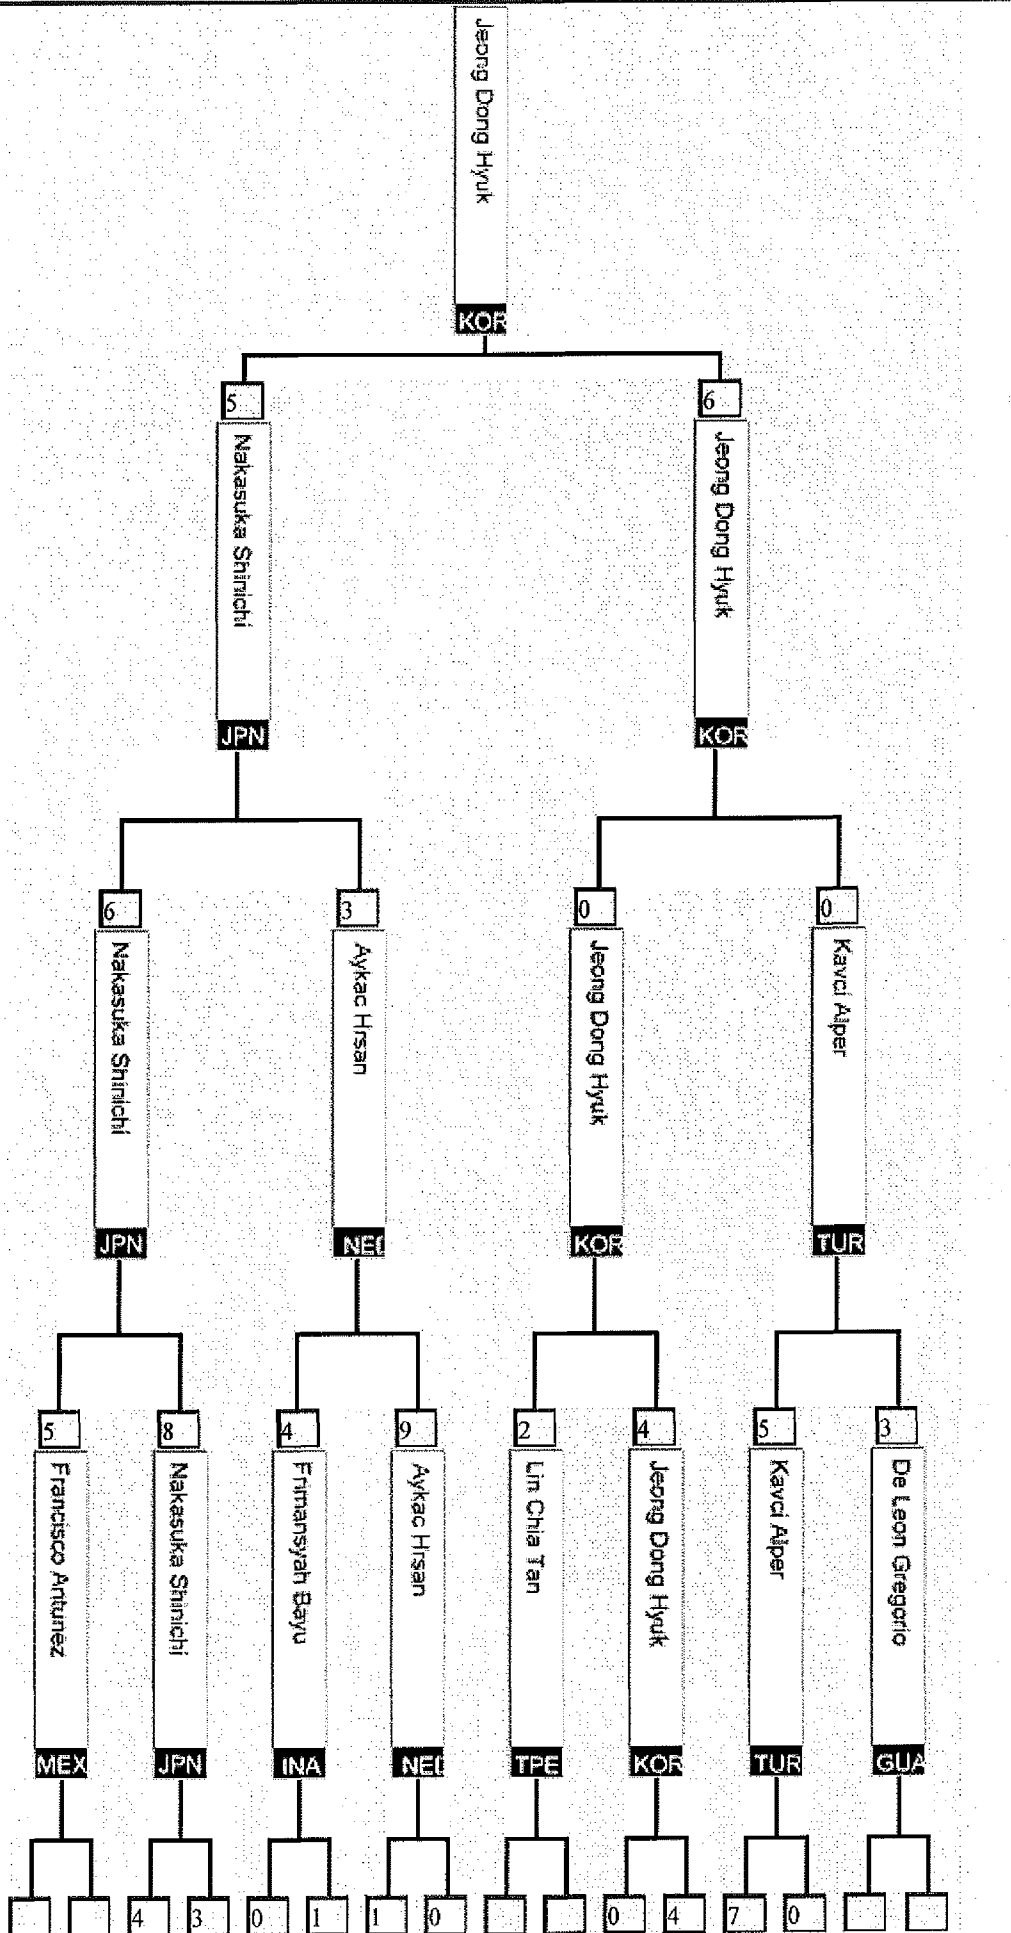 Jeong Dong Hyuk
KOR
5
6
Nakasuka Shinichi
Jeong Dong Hyuk
JPN
KOR
6
3
0
0
Nakasuka Shinichi
Aykac Hrsan
Jeong Dong Hyuk
Kavci Alper
JPN
KOR
TUR
5
8
4
9
2
4
5
3
Francisco Antunez
Nakasuka Shinichi
Frmansyah Bayu
Aykac Hrsan
Lin Chia Tan
Jeong Dong Hyuk
Kavci Alper
De Leon Gregorio
MEX
JPN
INA
TPE
KOR
TUR
GUA
4
3
0
1
1
0
0
4
7
0